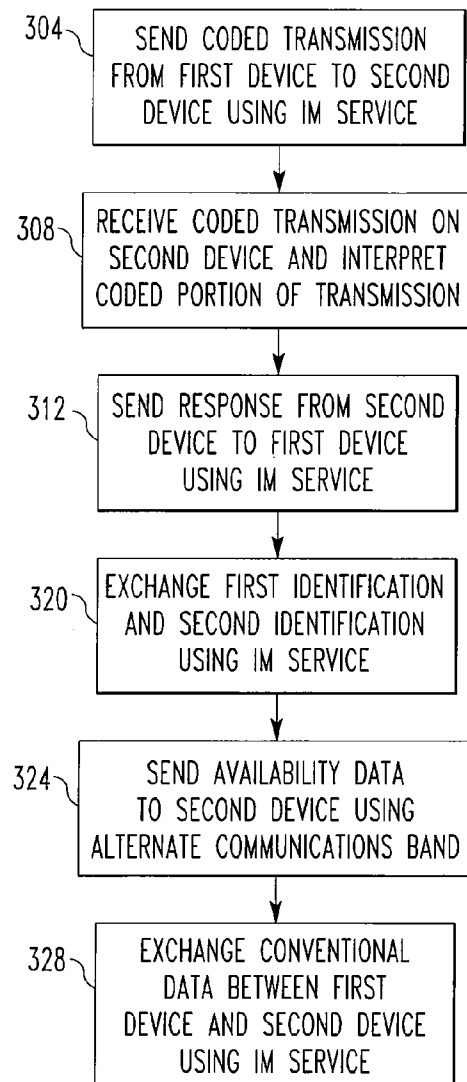 304
SEND CODED TRANSMISSION
FROM FIRST DEVICE TO SECOND
DEVICE USING IM SERVICE
308
RECEIVE CODED TRANSMISSION ON
SECOND DEVICE AND INTERPRET
CODED PORTION OF TRANSMISSION
312
SEND RESPONSE FROM SECOND
DEVICE TO FIRST DEVICE
USING IM SERVICE
320
EXCHANGE FIRST IDENTIFICATION
AND SECOND IDENTIFICATION
USING IM SERVICE
324
SEND AVAILABILITY DATA
TO SECOND DEVICE USING
ALTERNATE COMMUNICATIONS BAND
328
EXCHANGE CONVENTIONAL
DATA BETWEEN FIRST
DEVICE AND SECOND DEVICE
USING IM SERVICE